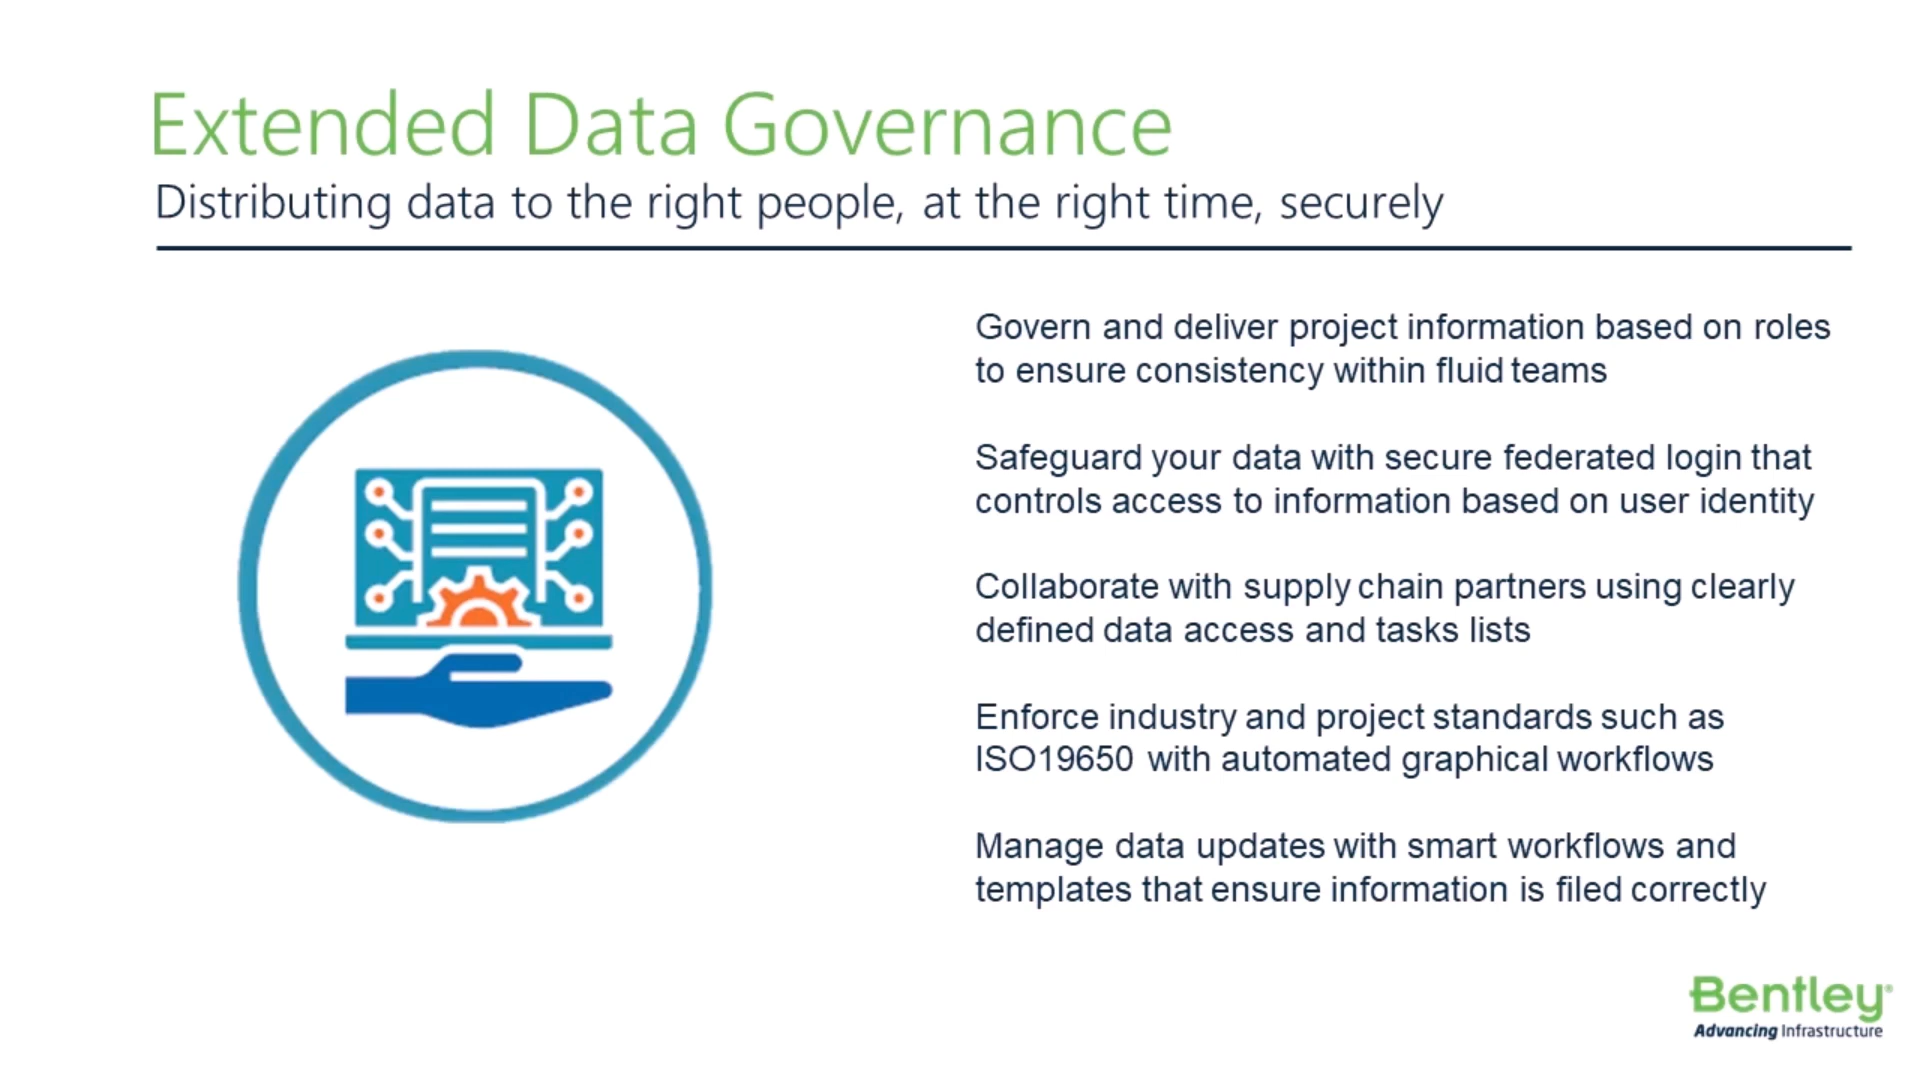 Extended Data Governance
Distributing data to the right people, at the right time, securely
Govern and deliver project information based on roles
to ensure consistency within fluid teams
Safeguard your data with secure federated login that
controls access to information based on user identity
Collaborate with supply chain partners using clearly
defined data access and tasks lists
Enforce industry and project standards such as
ISO19650 with automated graphical workflows
Manage data updates with smart workflows and
templates that ensure information is filed correctly
Bentley®
Advancing Infrastructure